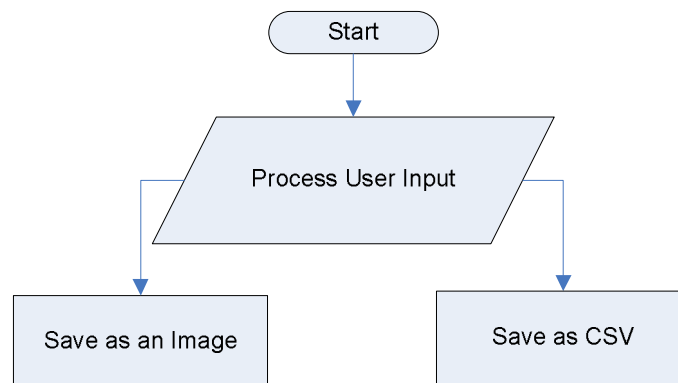 Start
Process User Input
Save as an Image
Save as CSV